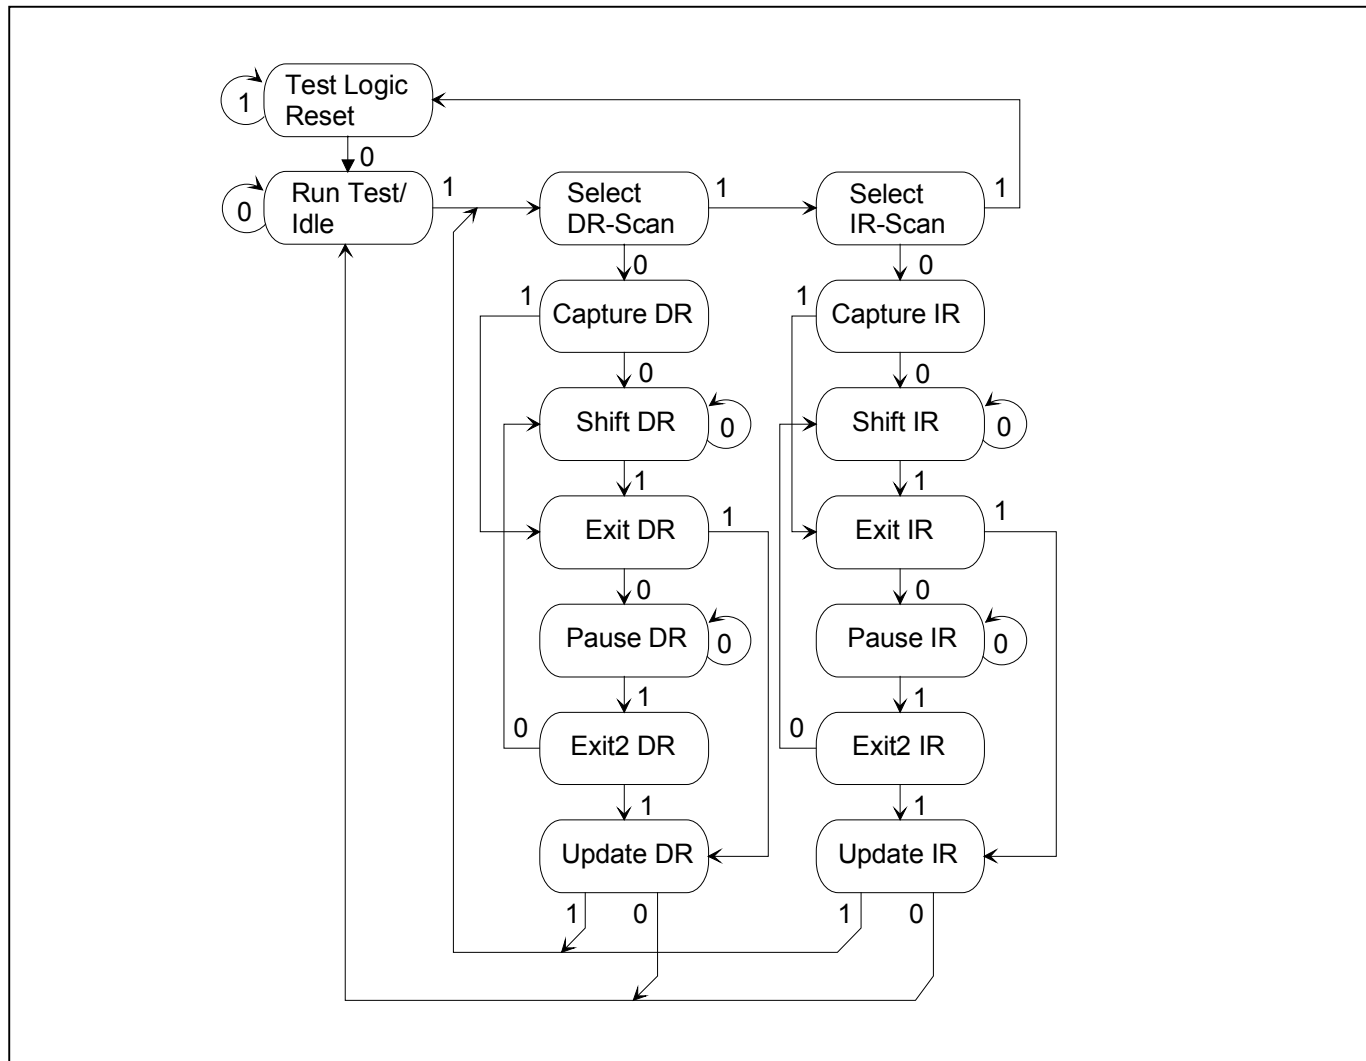 Test Logic
Reset
1
0
Run Test/
Idle
0
1
Select
DR-Scan
1
Select
IR-Scan
1
0
0
1
Capture DR
1
Capture IR
0
0
Shift DR
0
Shift IR
0
1
1
Exit DR
1
Exit IR
1
0
0
Pause DR
0
Pause IR
0
1
1
0
Exit2 DR
0
Exit2 IR
1
1
Update DR
Update IR
1
0
1
0